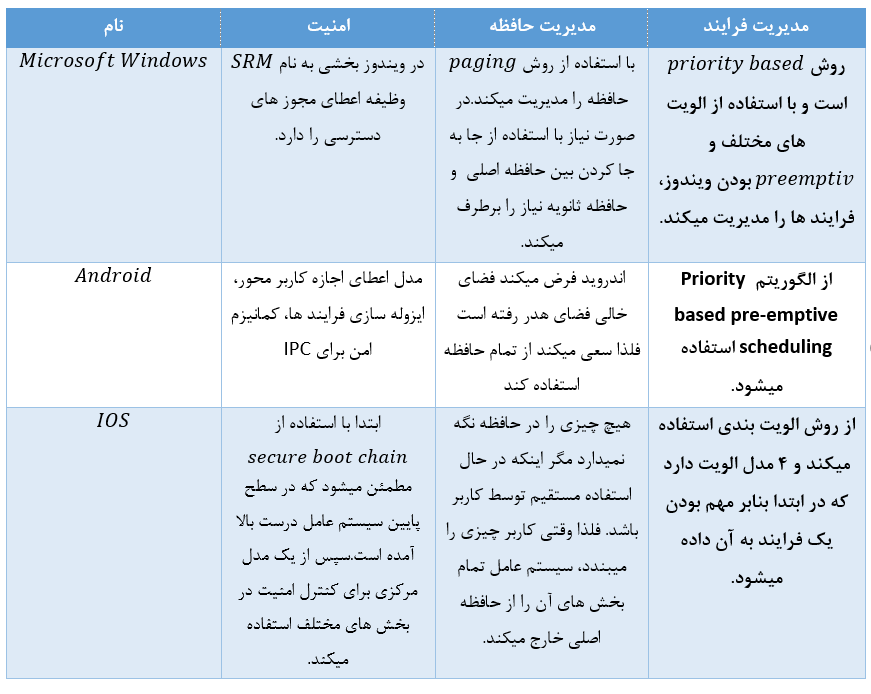 مدیریت فرایند
مدیریت حافظه
امنیت
نام
روش priority based
است و با استفاده از الویت
های مختلف و
preemptiv بودن ویندوز،
فرایند ها را مدیریت میکند.
با استفاده از روش paging
حافظه را مدیریت میکند.در
صورت نیاز با استفاده از جا به
جا کردن بین حافظه اصلی و
حافظه ثانویه نیاز را برطرف
میکند.
در ویندوز بخشی به نام SRM
وظیفه اعطای مجوز های
دسترسی را دارد.
Microsoft Windows
از الگوریتم Priority
based pre-emptive
scheduling استفاده
میشود.
اندروید فرض میکند فضای
خالی فضای هدر رفته است
فلذا سعی میکند از تمام حافظه
استفاده کند
مدل اعطای اجازه کاربر محور،
ایزوله سازی فرایند ها، کمانیزم
امن برای IPC
Android
از روش الویت بندی استفاده
میکند و ۴ مدل الویت دارد
که در ابتدا بنابر مهم بودن
یک فرایند به آن داده
میشود.
هیچ چیزی را در حافظه نگه
نمیدارد مگر اینکه در حال
استفاده مستقیم توسط کاربر
باشد. فلذا وقتی کاربر چیزی را
میبندد، سیستم عامل تمام
بخش های آن را از حافظه
اصلی خارج میکند.
ابتدا با استفاده از
secure boot chain
مطمئن میشود که در سطح
پایین سیستم عامل درست بالا
آمده است.سپس از یک مدل
مرکزی برای کنترل امنیت در
بخش های مختلف استفاده
میکند.
IOS